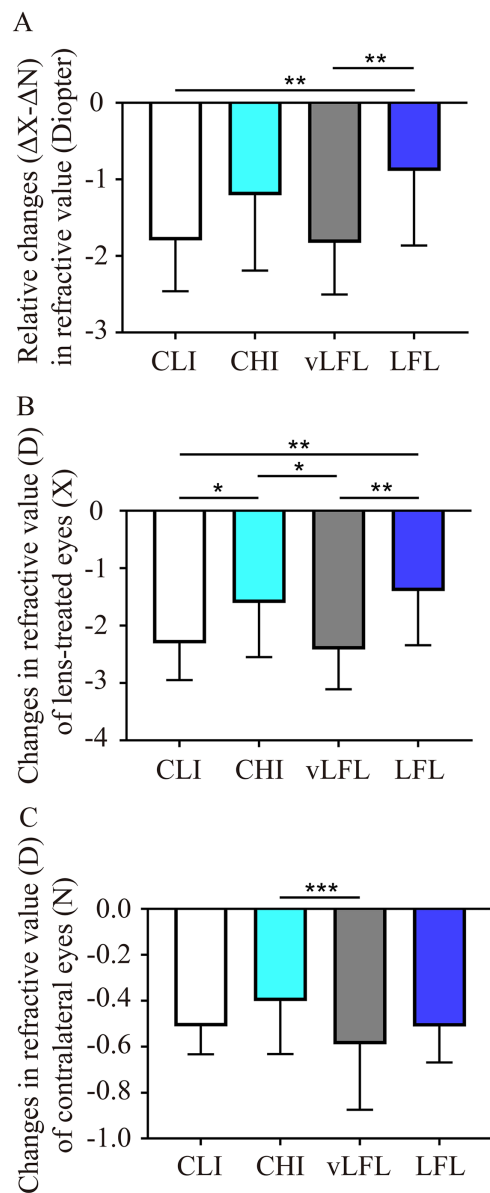 A
Relative changes (ΔX-ΔN)
in refractive value (Diopter)
**
**
0
-1
-2
-3
CLI CHI vLFL LFL
B
Changes in refractive value (D)
of lens-treated eyes (X)
**
*
* **
0
-1
-2
-3
-4
CLI CHI vLFL LFL
C
Changes in refractive value (D)
of contralateral eyes (N)
***
0.0
-0.2
-0.4
-0.6
-0.8
-1.0
CLI CHI vLFL LFL